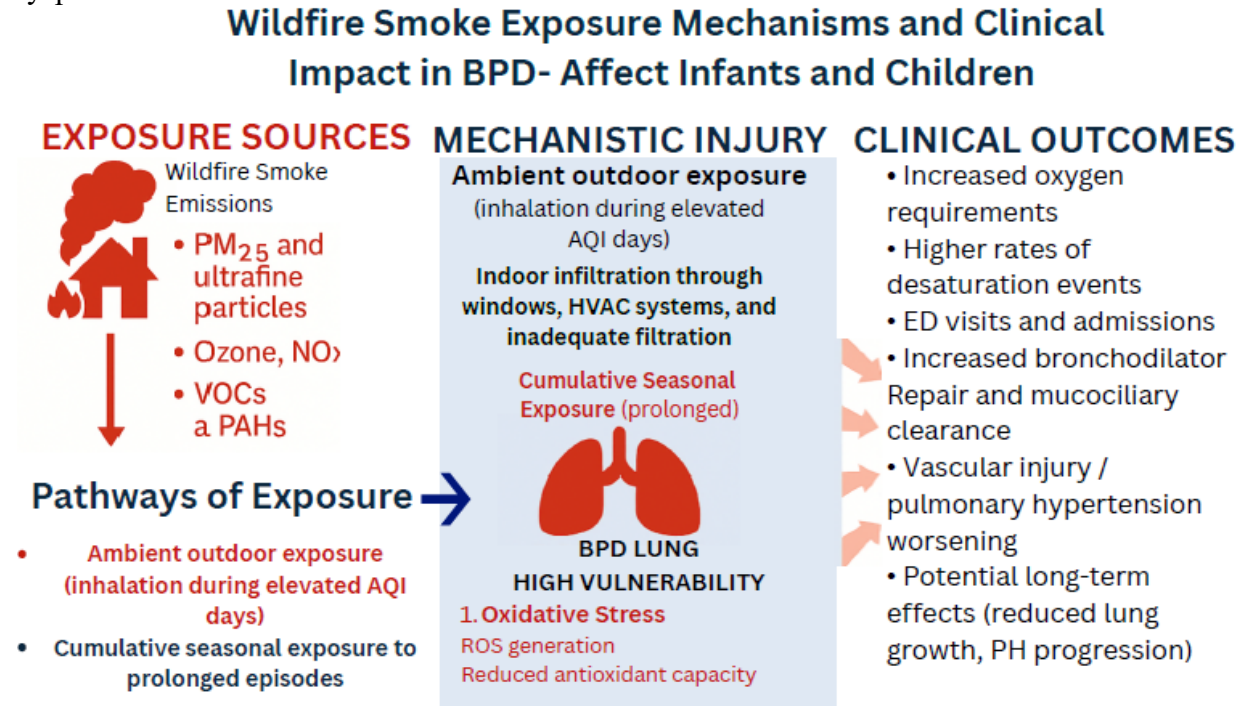 Wildfire Smoke Exposure Mechanisms and Clinical
Impact in BPD- Affect Infants and Children
EXPOSURE SOURCES
Wildfire Smoke
Emissions
• PM2 5 and
ultrafine
particles
• Ozone, NO›
• VOCs
a PAHs
Pathways of Exposure
• Ambient outdoor exposure
(inhalation during elevated AQI
days)
• Cumulative seasonal exposure to
prolonged episodes
MECHANISTIC INJURY
Ambient outdoor exposure
(inhalation during elevated
AQI days)
Indoor infiltration through
windows, HVAC systems, and
inadequate filtration
Cumulative Seasonal
Exposure (prolonged)
BPD LUNG
HIGH VULNERABILITY
1. Oxidative Stress
ROS generation
Reduced antioxidant capacity
CLINICAL OUTCOMES
• Increased oxygen
requirements
• Higher rates of
desaturation events
• ED visits and admissions
• Increased bronchodilator
Repair and mucociliary
clearance
• Vascular injury /
pulmonary hypertension
worsening
• Potential long-term
effects (reduced lung
growth, PH progression)